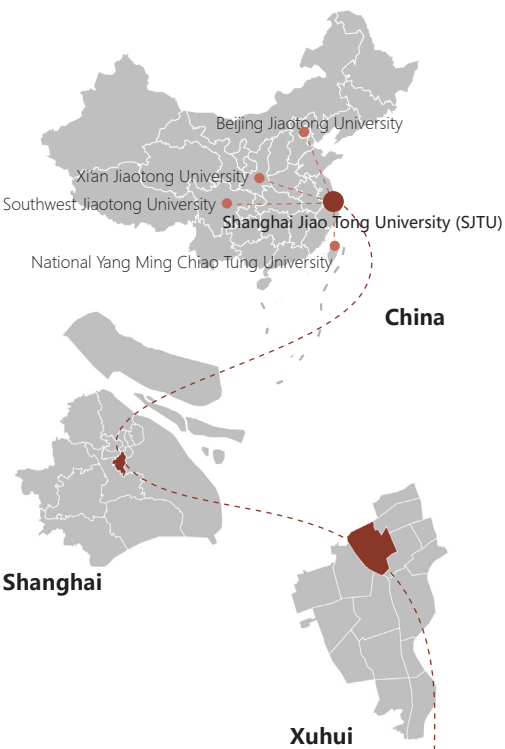 Beijing Jiaotong University
Xi'an Jiaotong University
Southwest Jiaotong University
Shanghai Jiao Tong University (SJTU)
National Yang Ming Chiao Tung University
China
Shanghai
Xuhui